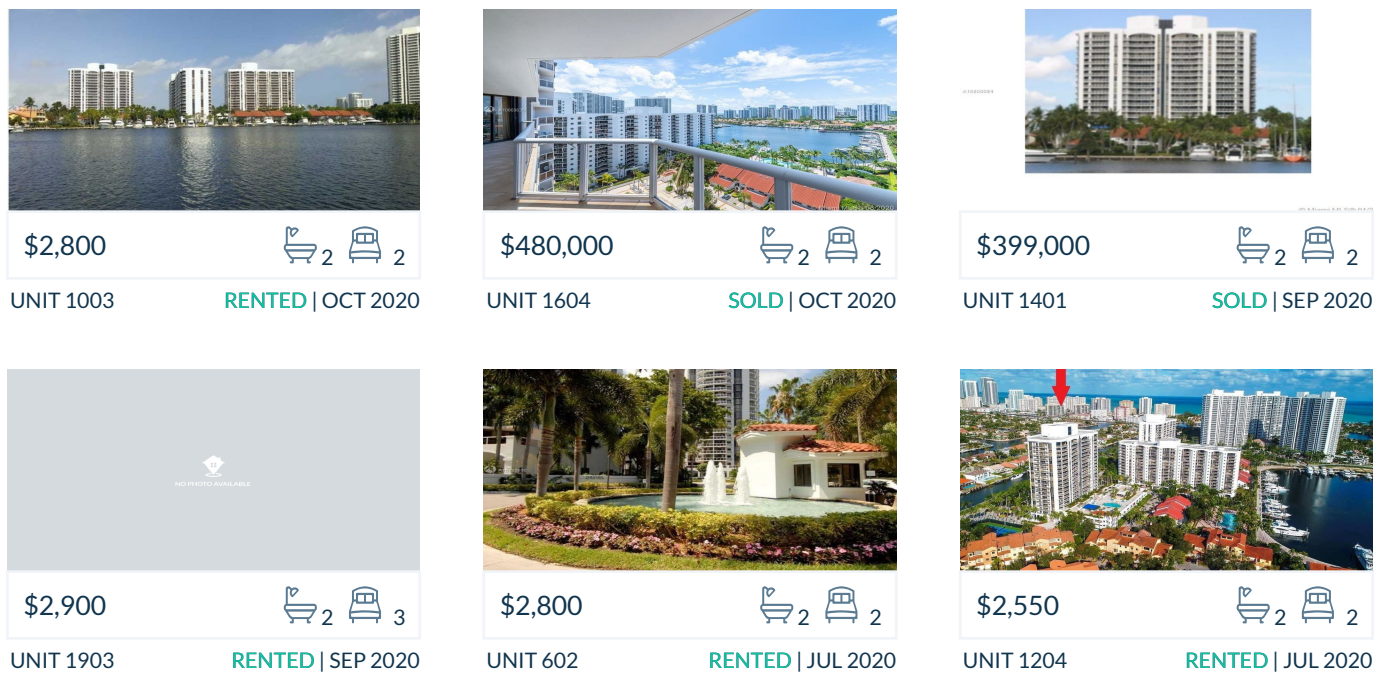 $2,800
2
2
UNIT 1003
RENTED | OCT 2020
$480,000
2
2
UNIT 1604
SOLD | OCT 2020
$399,000
2
2
UNIT 1401
SOLD | SEP 2020
NO PHOTO AVAILABLE
$2,900
2
3
UNIT 1903
RENTED | SEP 2020
$2,800
2
2
UNIT 602
RENTED | JUL 2020
$2,550
2
2
UNIT 1204
RENTED | JUL 2020